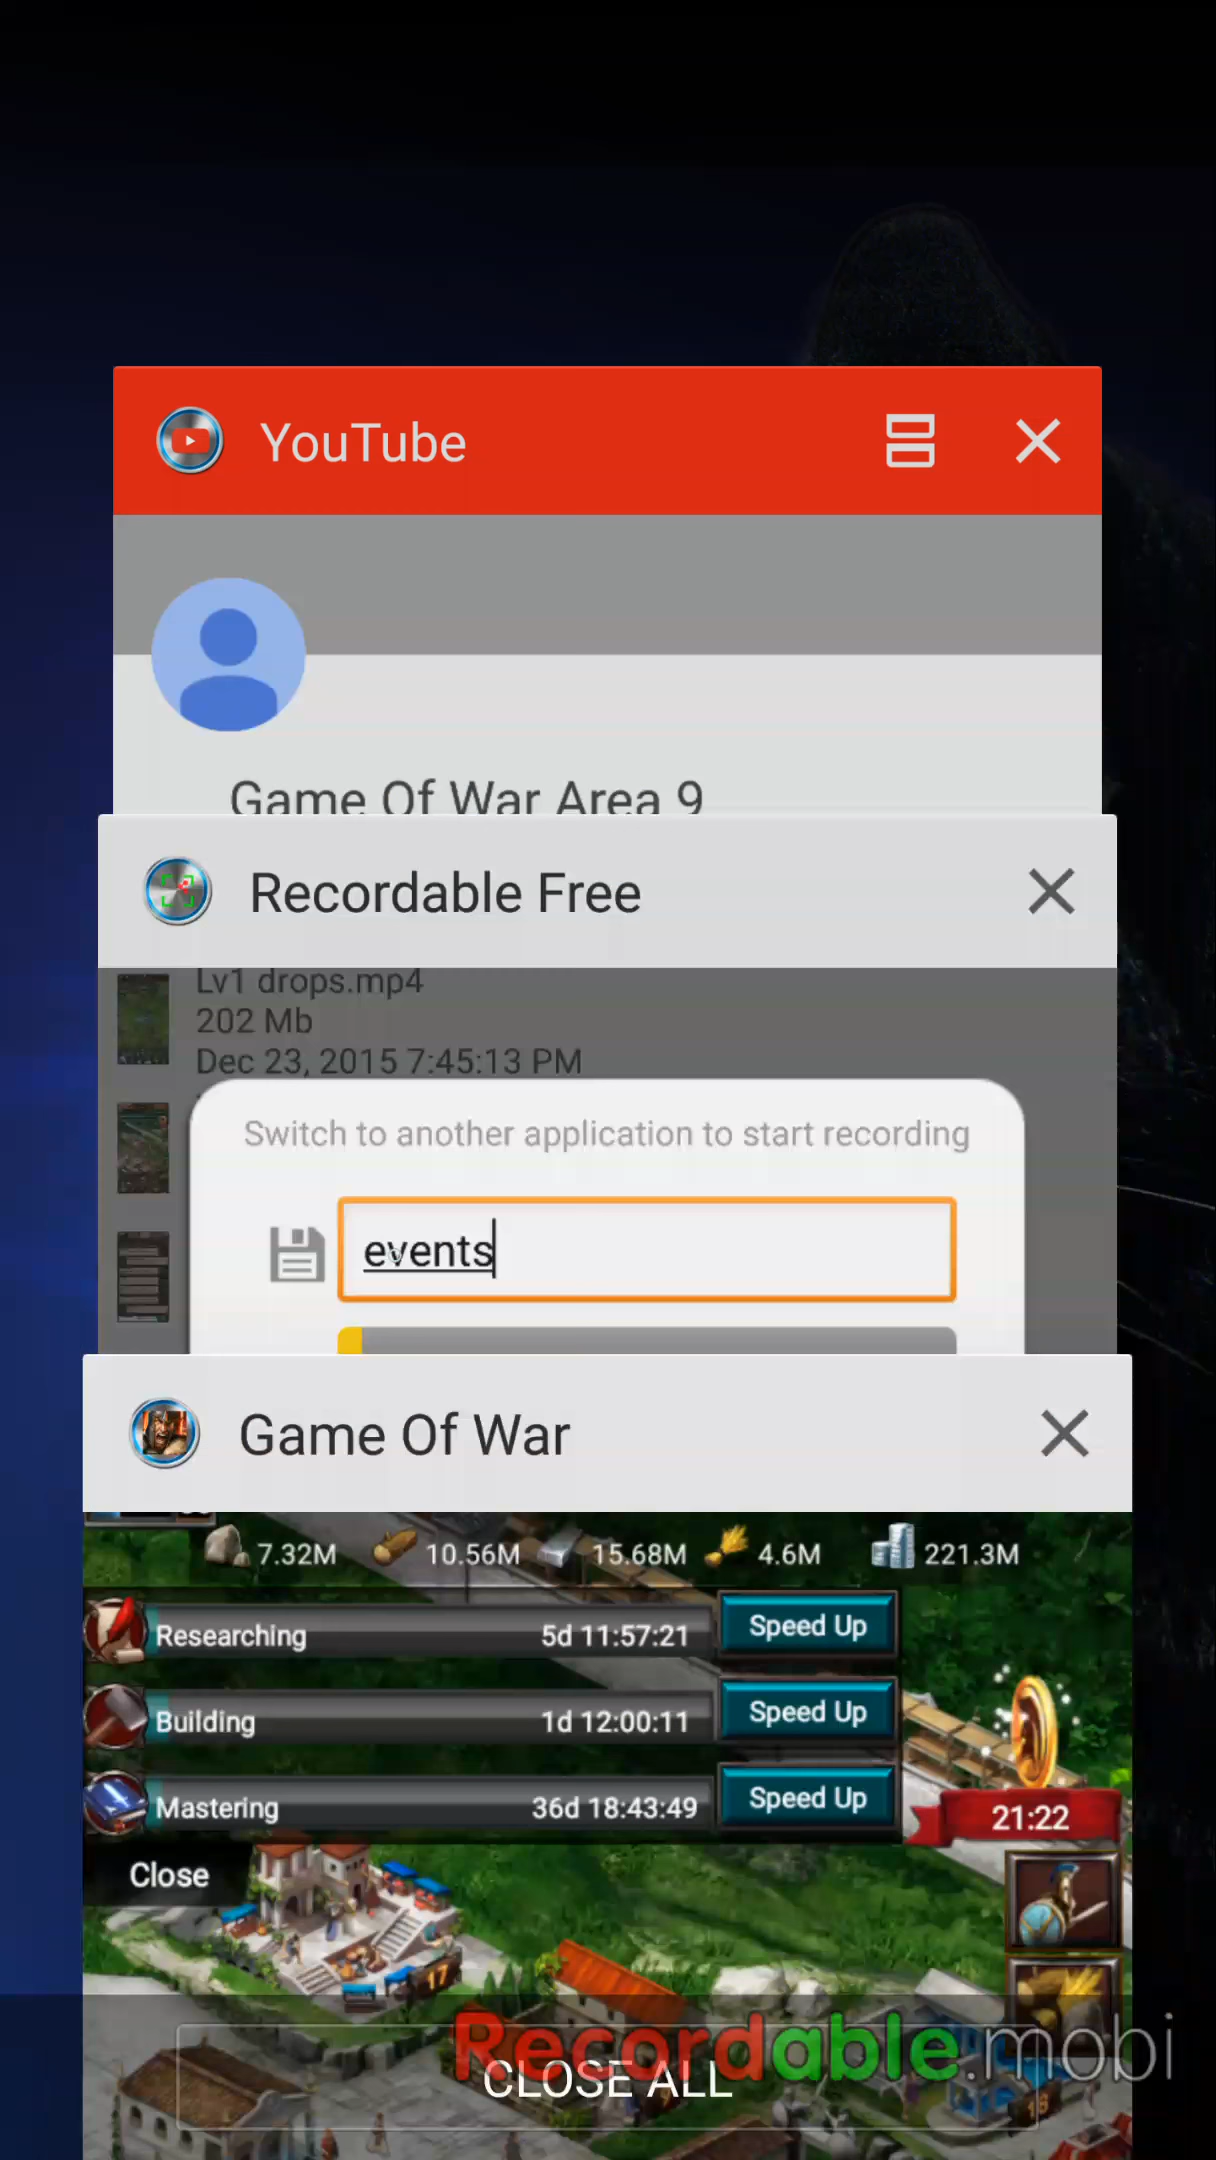 YouTube
Game Of War Area 9
Recordable Free
Lv1 drops.mp4
202 Mb
Dec 23, 2015 7:45:13 PM
Switch to another application to start recording
events
Game Of War
7.32M 10.56M 15.68M 4.6M 221.3M
Researching 5d 11:57:21 Speed Up
Building 1d 12:00:11 Speed Up
Mastering 36d 18:43:49 Speed Up
21:22
Close
17
Recordable.mobi
CLOSE ALL